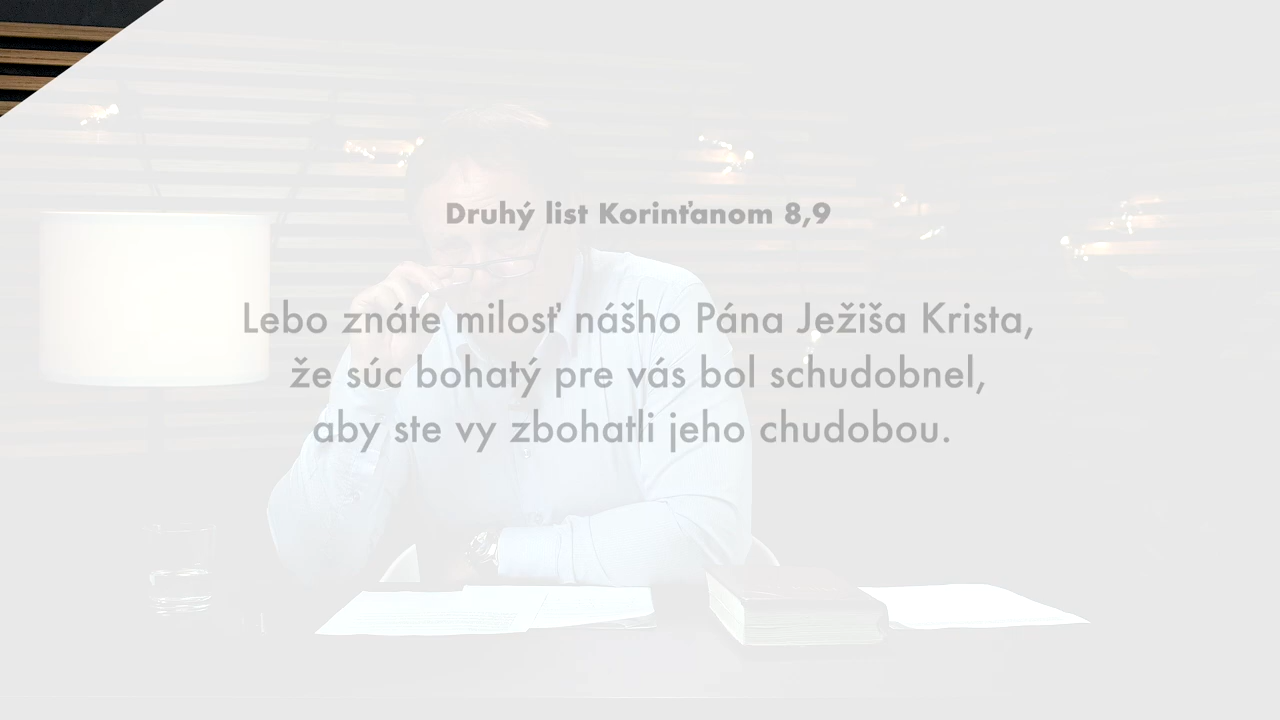 Druhý list Korinťanom 8,9
Lebo znáte milosť nášho Pána Ježiša Krista,
že súc bohatý pre vás bol schudobnel,
aby ste vy zbohatli jeho chudobou.